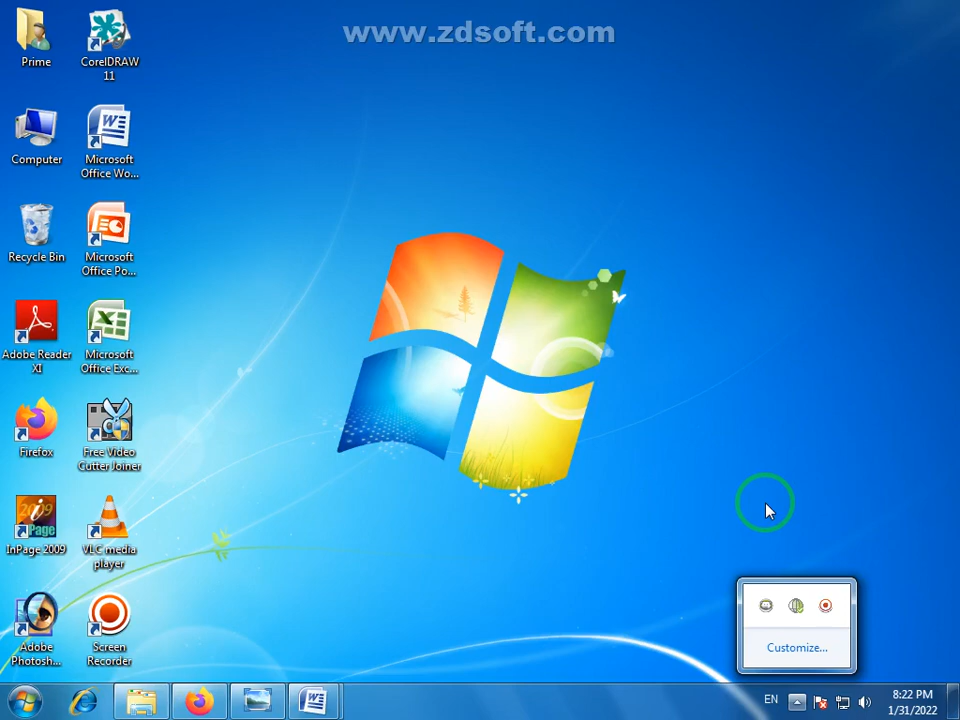 www.zdsoft.com
Prime
CorelDRAW
11
Computer
Microsoft
Office Wo...
Recycle Bin
Microsoft
Office Po...
Adobe Reader
XI
Microsoft
Office Exc...
Firefox
Free Video
Cutter Joiner
2009
iPage
InPage 2009
VLC media
player
Adobe
Photosh...
Screen
Recorder
Customize...
EN
8:22 PM
1/31/2022